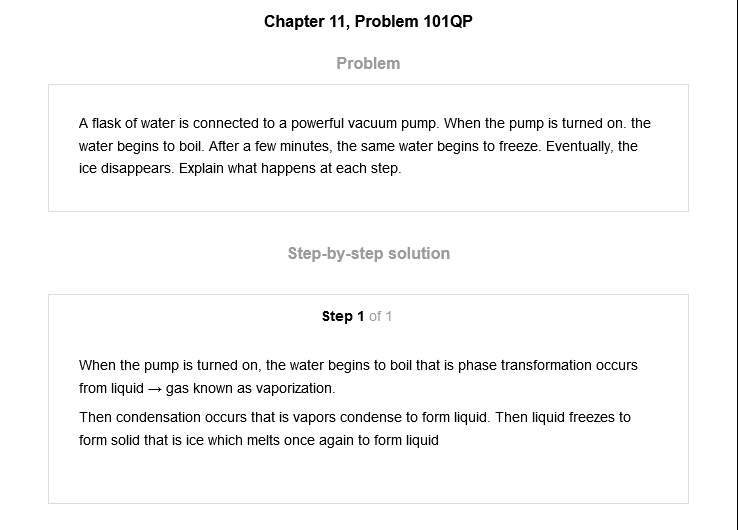 Chapter 11, Problem 101QP
Problem
A flask of water is connected to a powerful vacuum pump. When the pump is turned on. the
water begins to boil. After a few minutes, the same water begins to freeze. Eventually, the
ice disappears. Explain what happens at each step.
Step-by-step solution
Step 1 of 1
When the pump is turned on, the water begins to boil that is phase transformation occurs
from liquid → gas known as vaporization.
Then condensation occurs that is vapors condense to form liquid. Then liquid freezes to
form solid that is ice which melts once again to form liquid